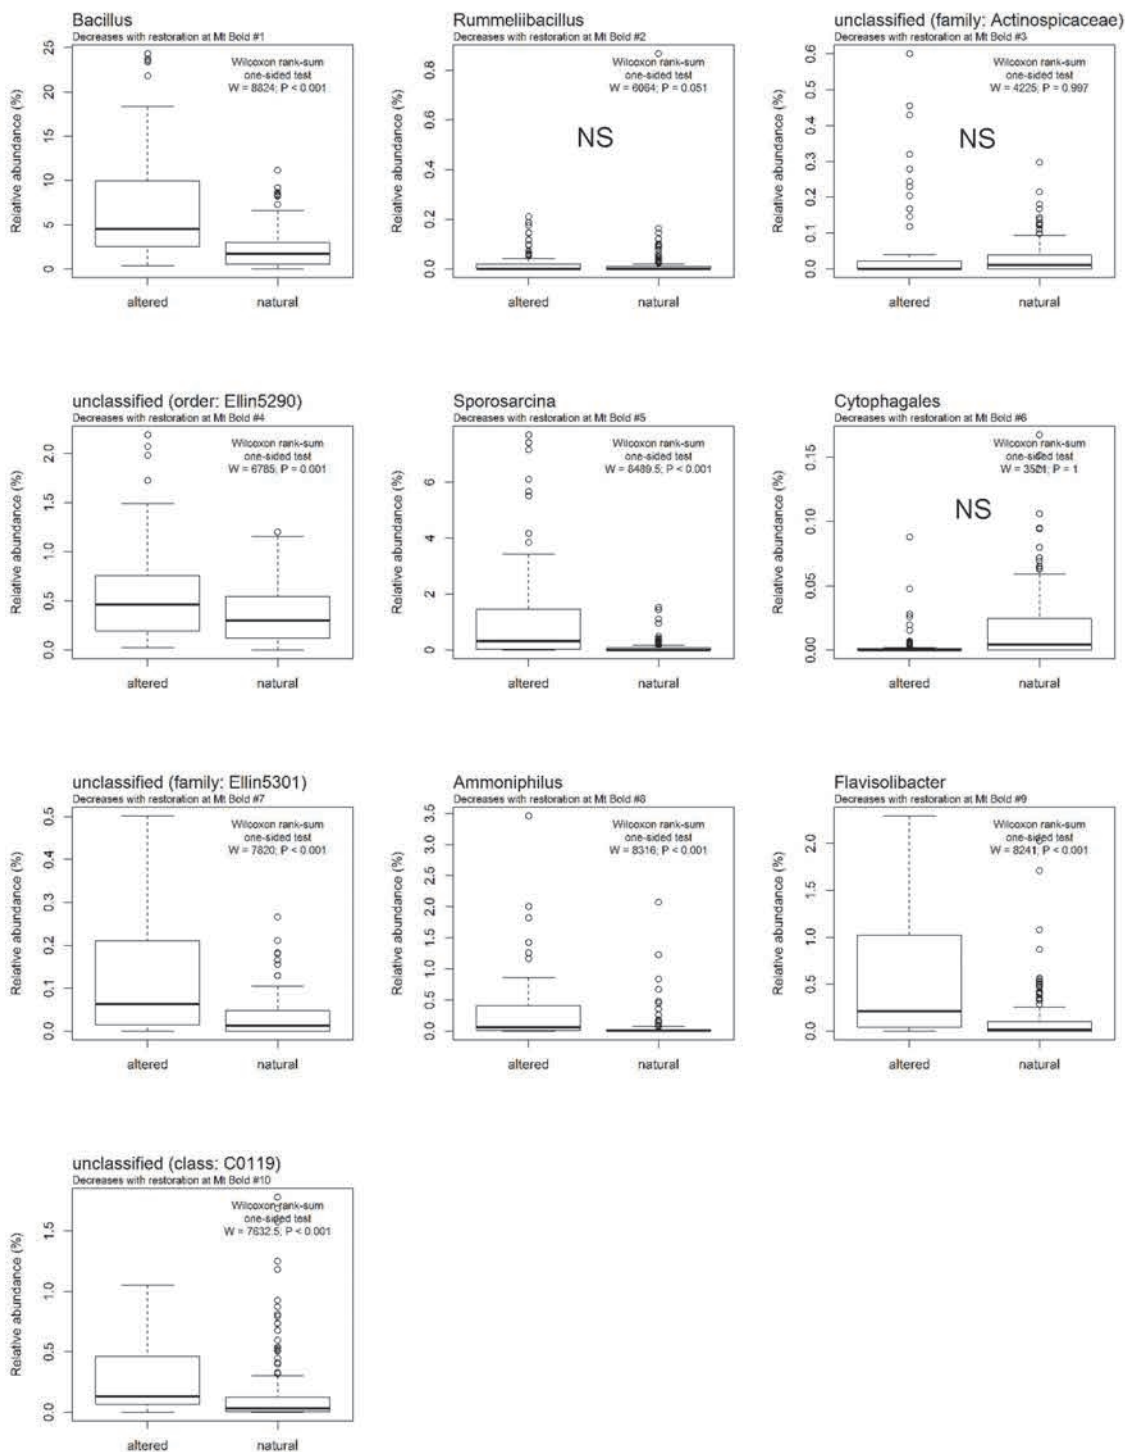 Bacillus
Decreases with restoration at Mt Bold #1
Wilcoxon rank-sum
one-sided test
W = 8824; P < 0.001
Relative abundance (%)
25
20
15
10
5
0
altered
natural
Rummeliibacillus
Decreases with restoration at Mt Bold #2
Wilcoxon rank-sum
one-sided test
W = 6064; P = 0.051
NS
Relative abundance (%)
0.8
0.6
0.4
0.2
0.0
altered
natural
unclassified (family: Actinospicaceae)
Decreases with restoration at Mt Bold #3
Wilcoxon rank-sum
one-sided test
W = 4225; P = 0.997
NS
Relative abundance (%)
0.6
0.5
0.4
0.3
0.2
0.1
0.0
altered
natural
unclassified (order: Ellin5290)
Decreases with restoration at Mt Bold #4
Wilcoxon rank-sum
one-sided test
W = 6785; P = 0.001
Relative abundance (%)
2.0
1.5
1.0
0.5
0.0
altered
natural
Sporosarcina
Decreases with restoration at Mt Bold #5
Wilcoxon rank-sum
one-sided test
W = 8489.5; P < 0.001
Relative abundance (%)
6
4
2
0
altered
natural
Cytophagales
Decreases with restoration at Mt Bold #6
Wilcoxon rank-sum
one-sided test
W = 3521; P = 1
NS
Relative abundance (%)
0.15
0.10
0.05
0.00
altered
natural
unclassified (family: Ellin5301)
Decreases with restoration at Mt Bold #7
Wilcoxon rank-sum
one-sided test
W = 7820; P < 0.001
Relative abundance (%)
0.5
0.4
0.3
0.2
0.1
0.0
altered
natural
Ammoniphilus
Decreases with restoration at Mt Bold #8
Wilcoxon rank-sum
one-sided test
W = 8316; P < 0.001
Relative abundance (%)
3.5
3.0
2.5
2.0
1.5
1.0
0.5
0.0
altered
natural
Flavisolibacter
Decreases with restoration at Mt Bold #9
Wilcoxon rank-sum
one-sided test
W = 8241; P < 0.001
Relative abundance (%)
2.0
1.5
1.0
0.5
0.0
altered
natural
unclassified (class: C0119)
Decreases with restoration at Mt Bold #10
Wilcoxon rank-sum
one-sided test
W = 7632.5; P < 0.001
Relative abundance (%)
1.5
1.0
0.5
0.0
altered
natural